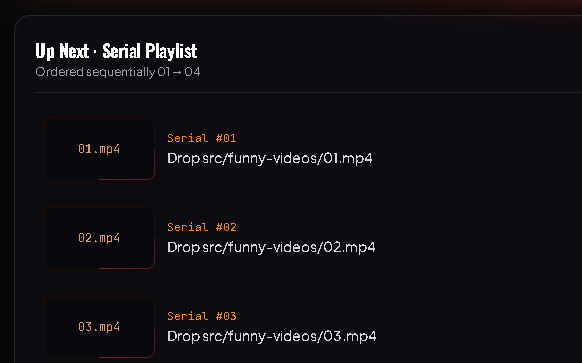 Up Next · Serial Playlist
Ordered sequentially 01 → 04
01.mp4
Serial #01
Drop src/funny-videos/01.mp4
02.mp4
Serial #02
Drop src/funny-videos/02.mp4
03.mp4
Serial #03
Drop src/funny-videos/03.mp4